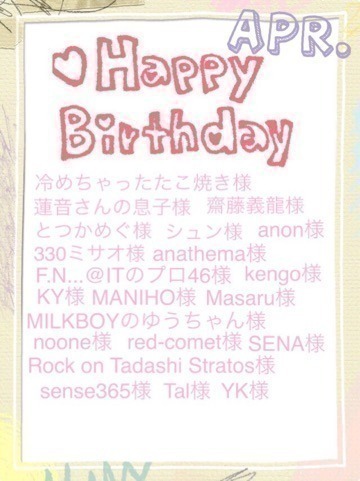 APR.
♡Happy
Birthday
冷めちゃったたこ焼き様
蓮音さんの息子様 齋藤義龍様
とつかめぐ様 シュン様 anon様
330ミサオ様 anathema様
F.N...@ITのプロ46様 kengo様
KY様 MANIHO様 Masaru様
MILKBOYのゆうちゃん様
noone様 red-comet様 SENA様
Rock on Tadashi Stratos様
sense365様 Tal様 YK様